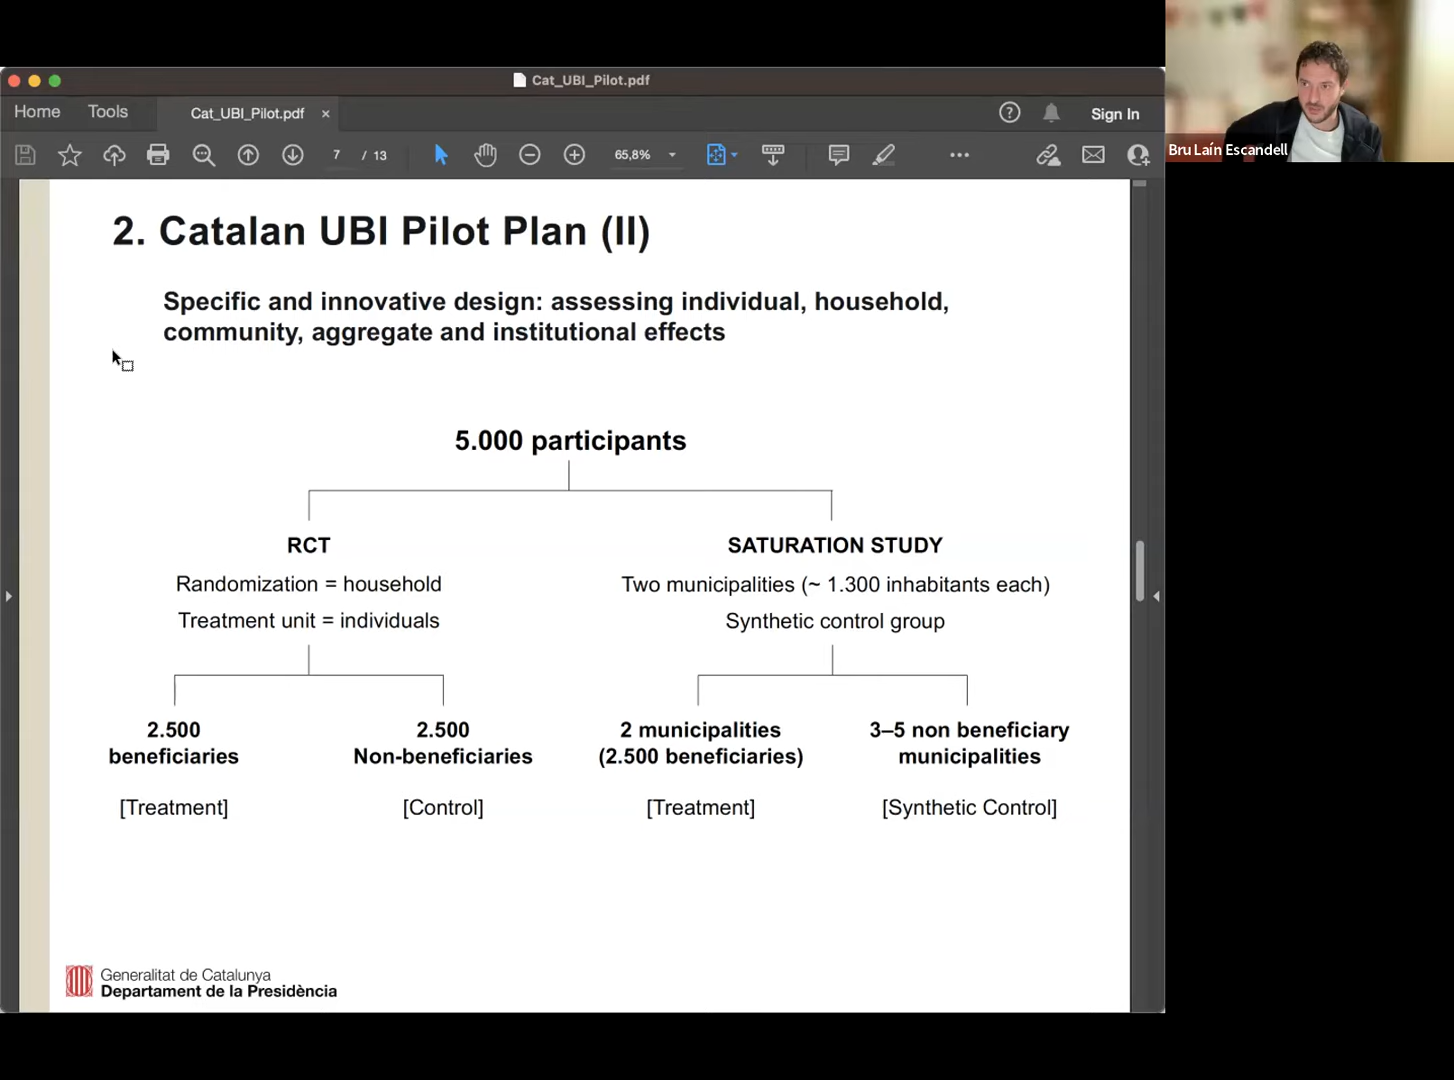 Cat_UBI_Pilot.pdf
Home
Tools
Cat_UBI_Pilot.pdf ×
Sign In
7 / 13
65,8%
Bru Laín Escandell
2. Catalan UBI Pilot Plan (II)
Specific and innovative design: assessing individual, household,
community, aggregate and institutional effects
5.000 participants
RCT
Randomization = household
Treatment unit = individuals
SATURATION STUDY
Two municipalities (~ 1.300 inhabitants each)
Synthetic control group
2.500
beneficiaries
[Treatment]
2.500
Non-beneficiaries
[Control]
2 municipalities
(2.500 beneficiaries)
[Treatment]
3–5 non beneficiary
municipalities
[Synthetic Control]
Generalitat de Catalunya
Departament de la Presidència